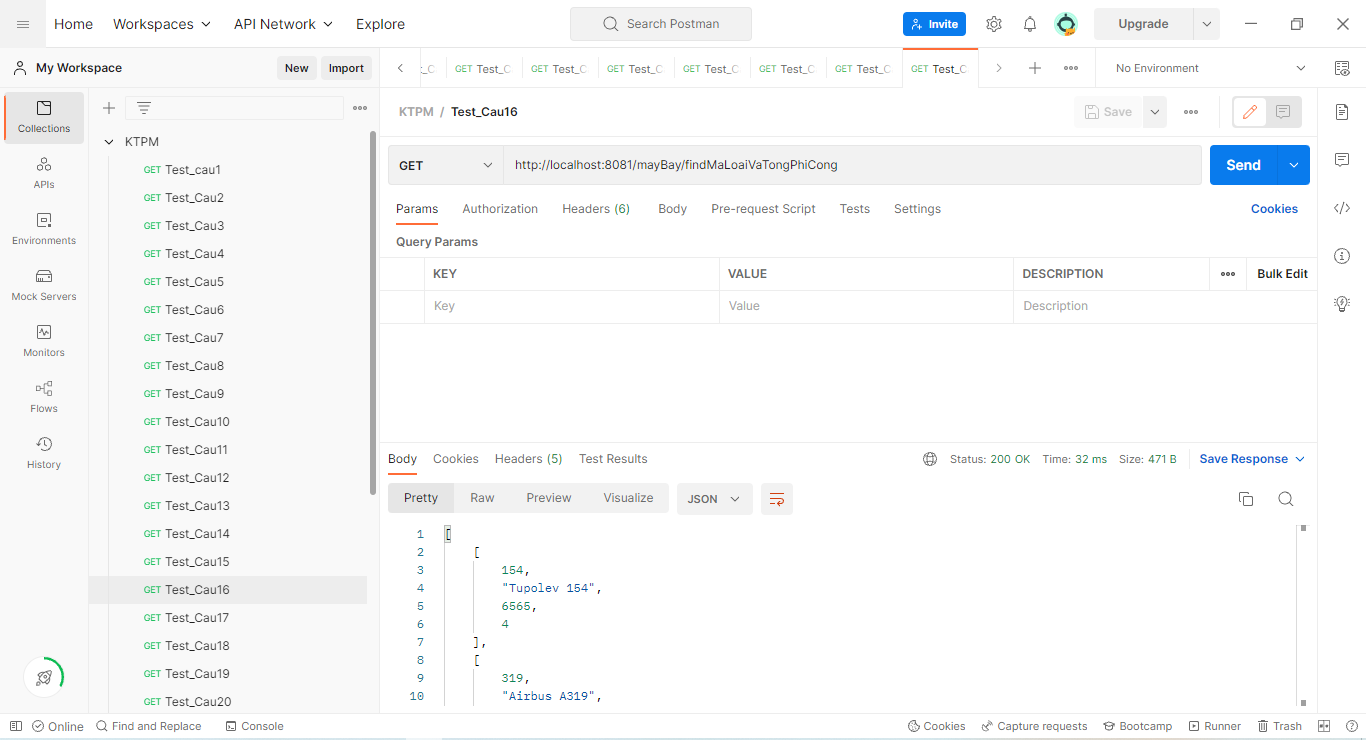 Home Workspaces API Network Explore Search Postman Invite Upgrade
My Workspace New Import GET Test_C GET Test_C GET Test_C GET Test_C GET Test_C GET Test_C GET Test_C No Environment
KTPM / Test_Cau16 Save
GET http://localhost:8081/mayBay/findMaLoaiVaTongPhiCong Send
Params Authorization Headers (6) Body Pre-request Script Tests Settings Cookies
Query Params
KEY VALUE DESCRIPTION Bulk Edit
Key Value Description
Collections
APIs
Environments
Mock Servers
Monitors
Flows
History
KTPM
GET Test_cau1
GET Test_Cau2
GET Test_Cau3
GET Test_Cau4
GET Test_Cau5
GET Test_Cau6
GET Test_Cau7
GET Test_Cau8
GET Test_Cau9
GET Test_Cau10
GET Test_Cau11
GET Test_Cau12
GET Test_Cau13
GET Test_Cau14
GET Test_Cau15
GET Test_Cau16
GET Test_Cau17
GET Test_Cau18
GET Test_Cau19
GET Test_Cau20
Body Cookies Headers (5) Test Results Status: 200 OK Time: 32 ms Size: 471 B Save Response
Pretty Raw Preview Visualize JSON
1 [
2 [
3 154,
4 "Tupolev 154",
5 6565,
6 4
7 ],
8 [
9 319,
10 "Airbus A319",
Online Find and Replace Console Cookies Capture requests Bootcamp Runner Trash